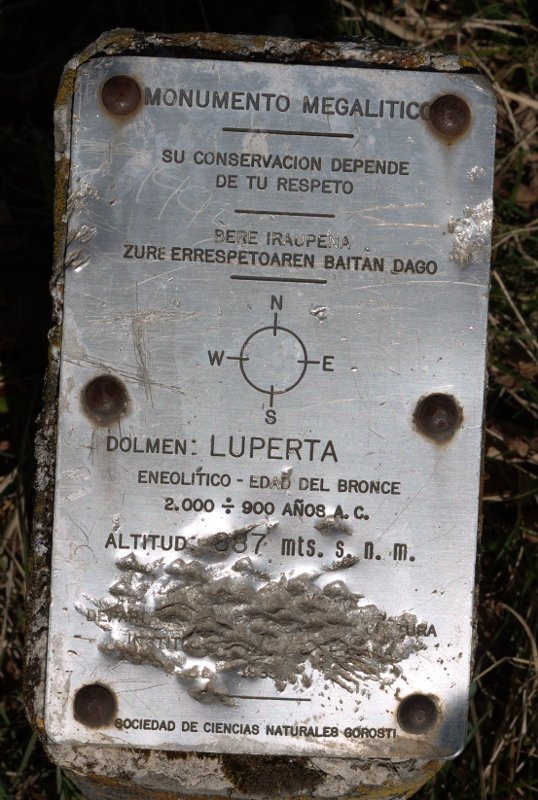 MONUMENTO MEGALITICO
SU CONSERVACION DEPENDE
DE TU RESPETO
BERE IRAUPENA
ZURE ERRESPETOAREN BAITAN DAGO
N
W E
S
DOLMEN: LUPERTA
ENEOLÍTICO - EDAD DEL BRONCE
2.000 ÷ 900 AÑOS A.C.
ALTITUD: 887 mts. s. n. m.
SOCIEDAD DE CIENCIAS NATURALES GOROSTI